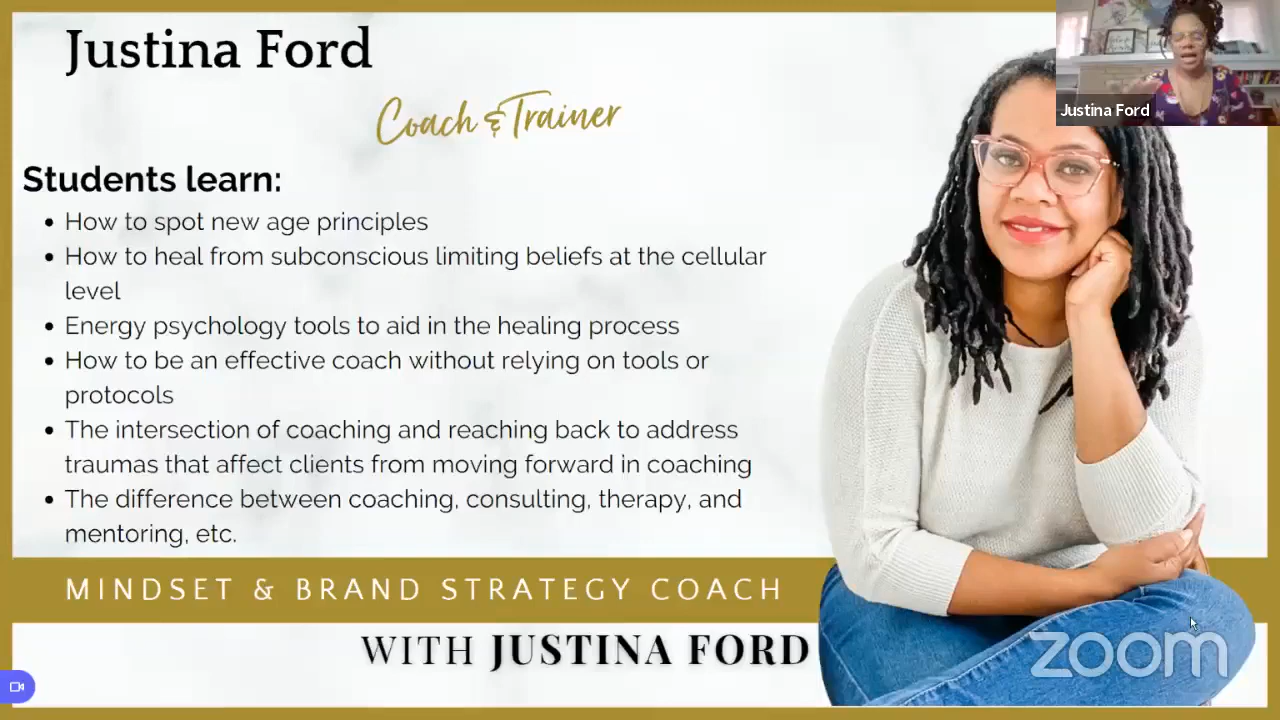 Justina Ford
Coach & Trainer
Justina Ford
Students learn:
• How to spot new age principles
• How to heal from subconscious limiting beliefs at the cellular
level
• Energy psychology tools to aid in the healing process
• How to be an effective coach without relying on tools or
protocols
• The intersection of coaching and reaching back to address
traumas that affect clients from moving forward in coaching
• The difference between coaching, consulting, therapy, and
mentoring, etc.
MINDSET & BRAND STRATEGY COACH
WITH JUSTINA FORD
zoom